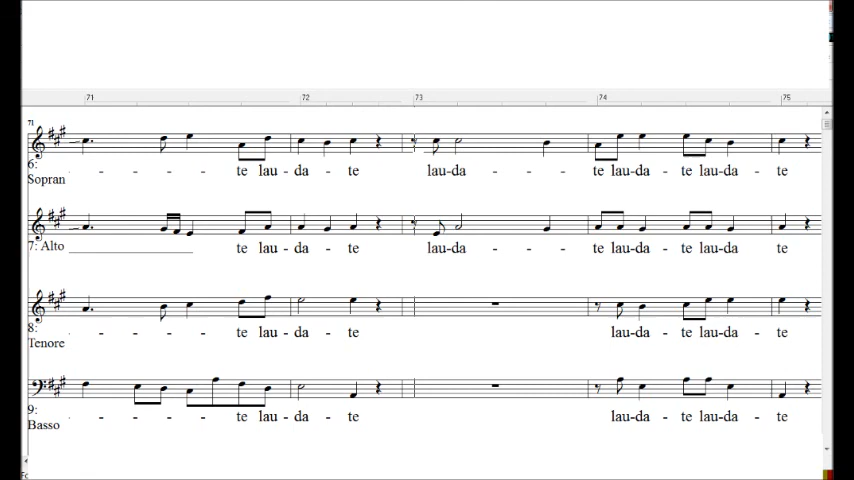 71 72 73 74 75
71
6: - - - - te lau - da - te lau-da - - - te lau-da - te lau-da - te
Sopran
7: Alto te lau - da - te lau-da - - - te lau-da - te lau-da - te
8: - - - - te lau - da - te lau-da - te lau-da - te
Tenore
9: - - - - te lau - da - te lau-da - te lau-da - te
Basso